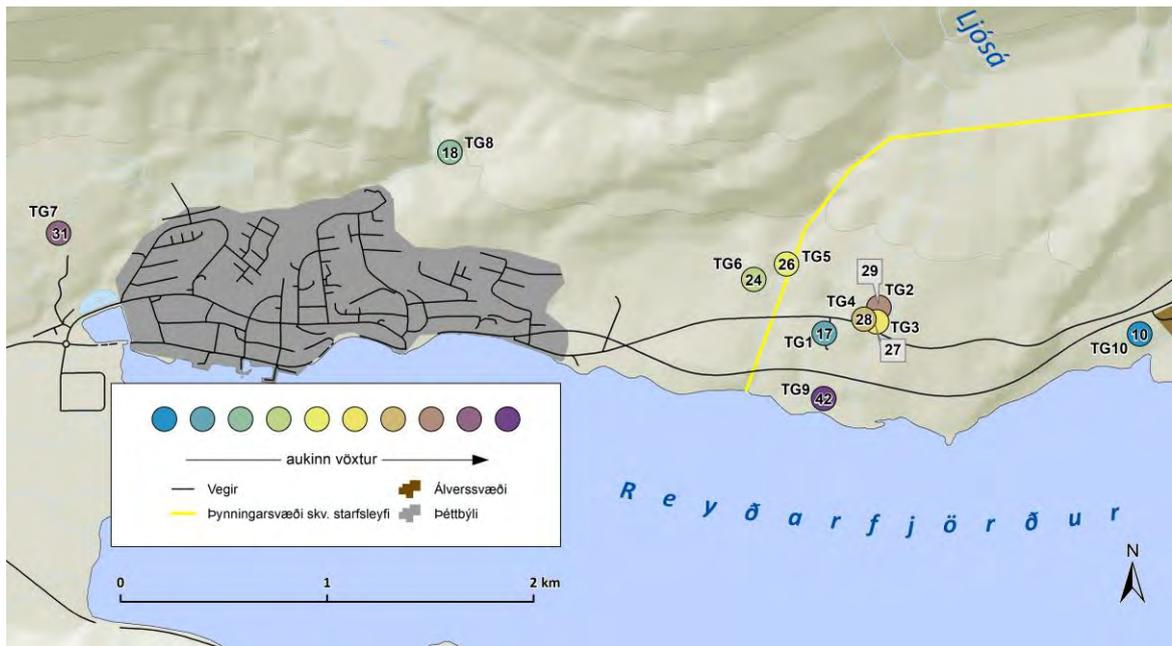 Ljósá
18 TG8
TG7
31
26 TG5
TG6 24
29
TG4 TG2
28
TG3
17
TG1
27
10
TG10
TG9
42
aukinn vöxtur
Vegir
Álverssvæði
Þynningarsvæði skv. starfsleyfi
Þéttbýli
Reyðarfjörður
N
0 1 2 km